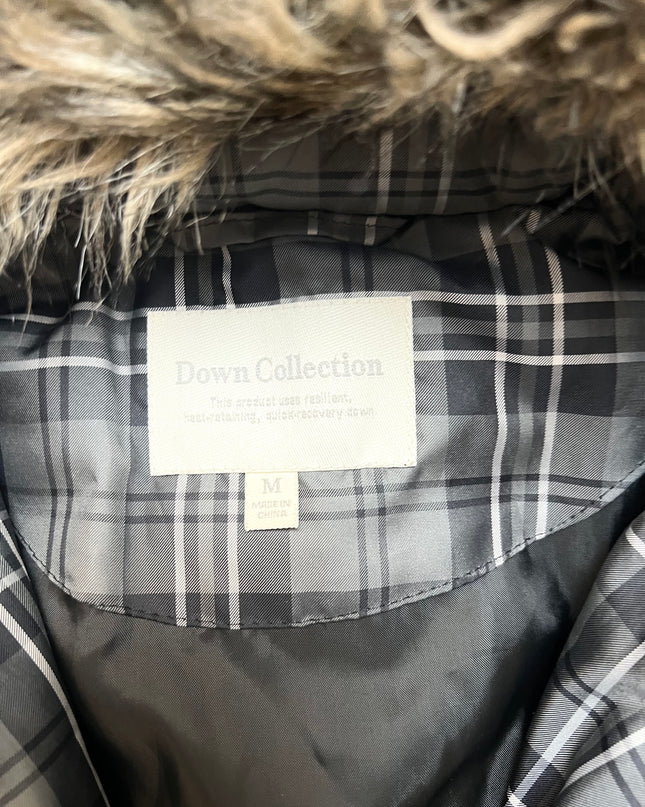 Down Collection
This product uses resilient,
heat-retaining, quick-recovery down.
M
MADE IN
CHINA